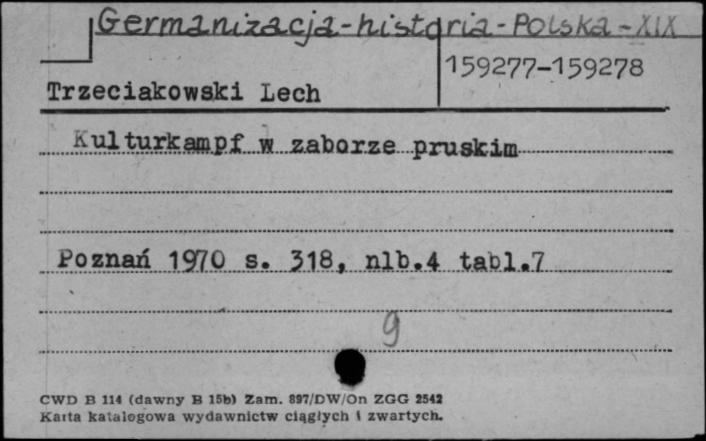 Germanizacja-historia-Polska-XIX
159277-159278
Trzeciakowski Lech
Kulturkampf w zaborze pruskim
Poznań 1970 s. 318, nlb.4 tabl.7
9
CWD B 114 (dawny B 15b) Zam. 897/DW/On ZGG 2542
Karta katalogowa wydawnictw ciągłych i zwartych.